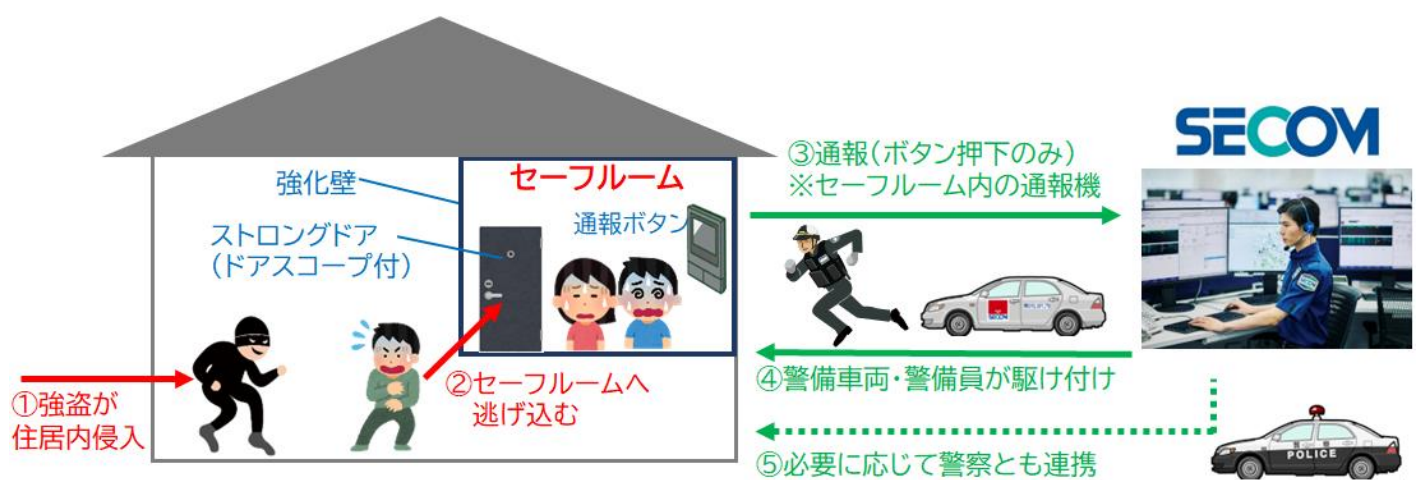 強化壁
セーフルーム
ストロングドア
(ドアスコープ付)
通報ボタン
①強盗が
住居内侵入
②セーフルームへ
逃げ込む
③通報(ボタン押下のみ)
※セーフルーム内の通報機
SECOM
SECOM
④警備車両・警備員が駆け付け
⑤必要に応じて警察とも連携
POLICE